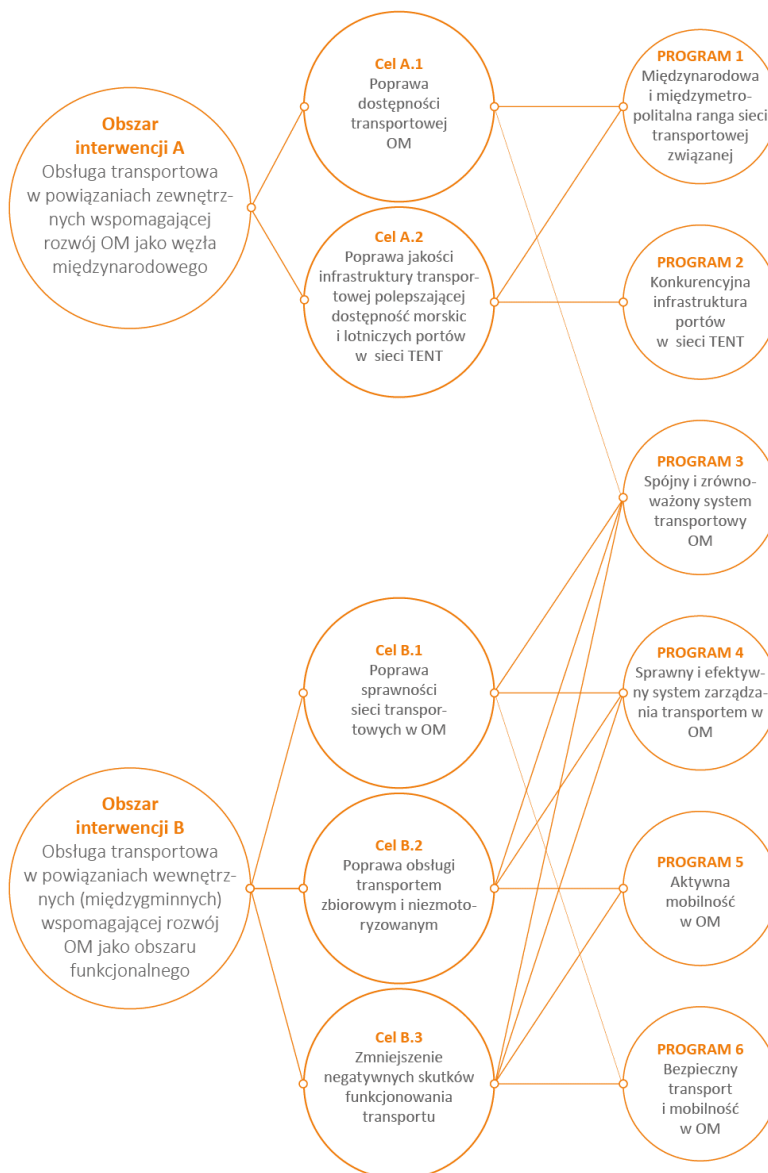 Obszar
interwencji A
Obsługa transportowa
w powiązaniach zewnętrz-
nych wspomagającej
rozwój OM jako węzła
międzynarodowego
Cel A.1
Poprawa
dostępności
transportowej
OM
Cel A.2
Poprawa jakości
infrastruktury transpor-
towej polepszającej
dostępność morskic
i lotniczych portów
w sieci TENT
PROGRAM 1
Międzynarodowa
i międzymetro-
politalna ranga sieci
transportowej
związanej
PROGRAM 2
Konkurencyjna
infrastruktura
portów
w sieci TENT
PROGRAM 3
Spójny i zrówno-
ważony system
transportowy
OM
Obszar
interwencji B
Obsługa transportowa
w powiązaniach wewnętrz-
nych (międzygminnych)
wspomagającej rozwój
OM jako obszaru
funkcjonalnego
Cel B.1
Poprawa
sprawności
sieci transpor-
towych w OM
Cel B.2
Poprawa obsługi
transportem
zbiorowym i niezmoto-
ryzowanym
Cel B.3
Zmniejszenie
negatywnych skutków
funkcjonowania
transportu
PROGRAM 4
Sprawny i efektyw-
ny system zarządza-
nia transportem w
OM
PROGRAM 5
Aktywna
mobilność
w OM
PROGRAM 6
Bezpieczny
transport
i mobilność
w OM